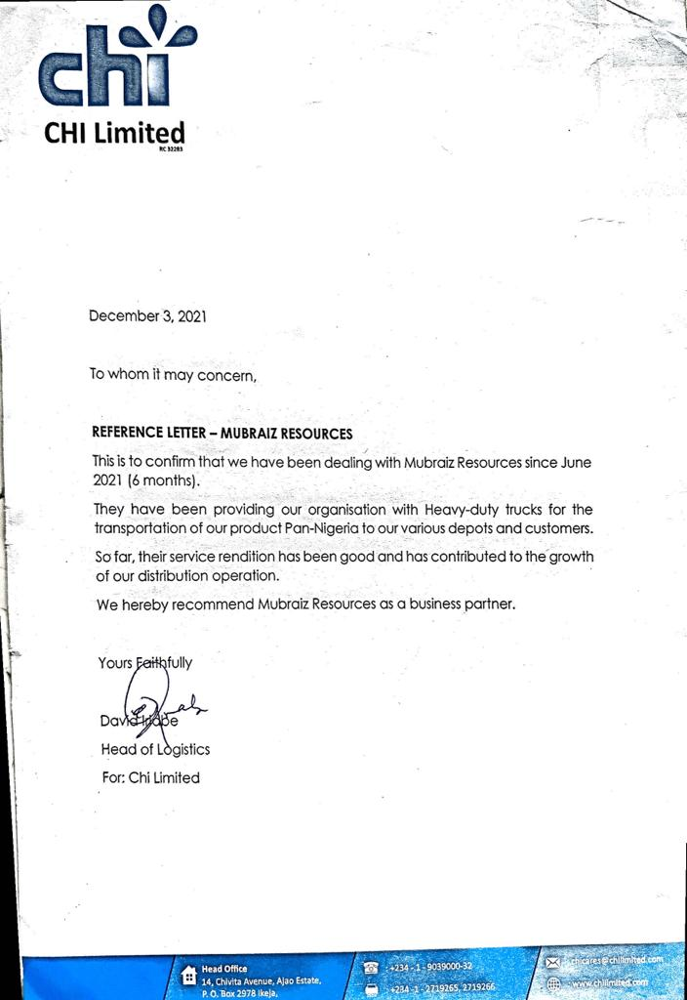 chi
CHI Limited
RC 32283
December 3, 2021
To whom it may concern,
REFERENCE LETTER – MUBRAIZ RESOURCES
This is to confirm that we have been dealing with Mubraiz Resources since June
2021 (6 months).
They have been providing our organisation with Heavy-duty trucks for the
transportation of our product Pan-Nigeria to our various depots and customers.
So far, their service rendition has been good and has contributed to the growth
of our distribution operation.
We hereby recommend Mubraiz Resources as a business partner.
Yours Faithfully
David
Head of Logistics
For: Chi Limited
Head Office
14, Chivita Avenue, Ajao Estate,
P. O. Box 2978 Ikeja,
: +234 - 1 - 9039000-32
: +234 -1 - 2719265, 2719266
: chicares@chilimited.com
: www.chilimited.com